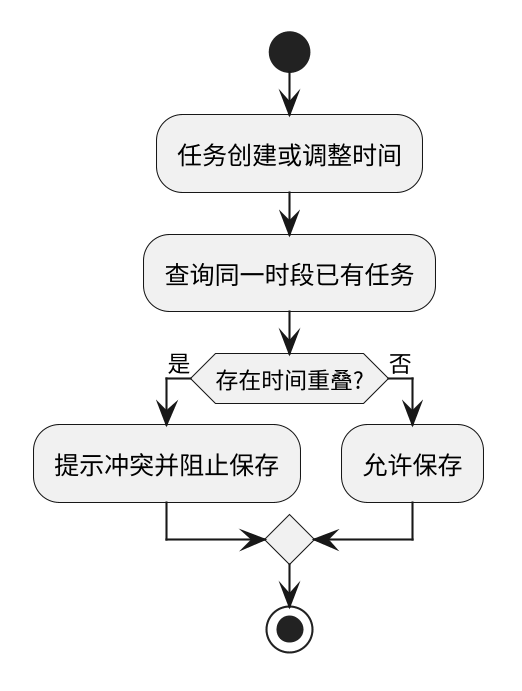 任务创建或调整时间
查询同一时段已有任务
是
存在时间重叠?
否
提示冲突并阻止保存
允许保存